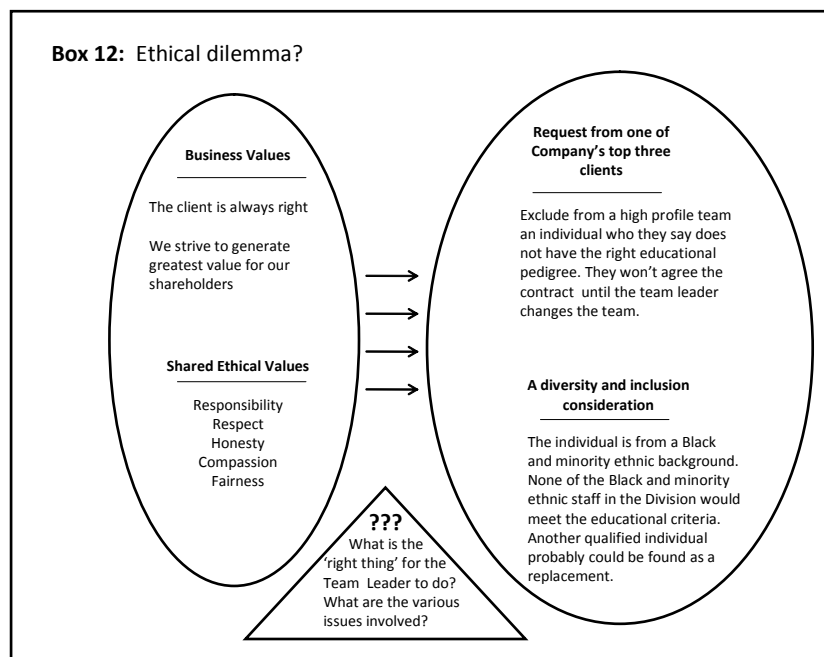 Box 12: Ethical dilemma?
Business Values
The client is always right
We strive to generate
greatest value for our
shareholders
Shared Ethical Values
Responsibility
Respect
Honesty
Compassion
Fairness
Request from one of
Company's top three
clients
Exclude from a high profile team
an individual who they say does
not have the right educational
pedigree. They won't agree the
contract until the team leader
changes the team.
A diversity and inclusion
consideration
The individual is from a Black
and minority ethnic background.
None of the Black and minority
ethnic staff in the Division would
meet the educational criteria.
Another qualified individual
probably could be found as a
replacement.
???
What is the
'right thing' for the
Team Leader to do?
What are the various
issues involved?